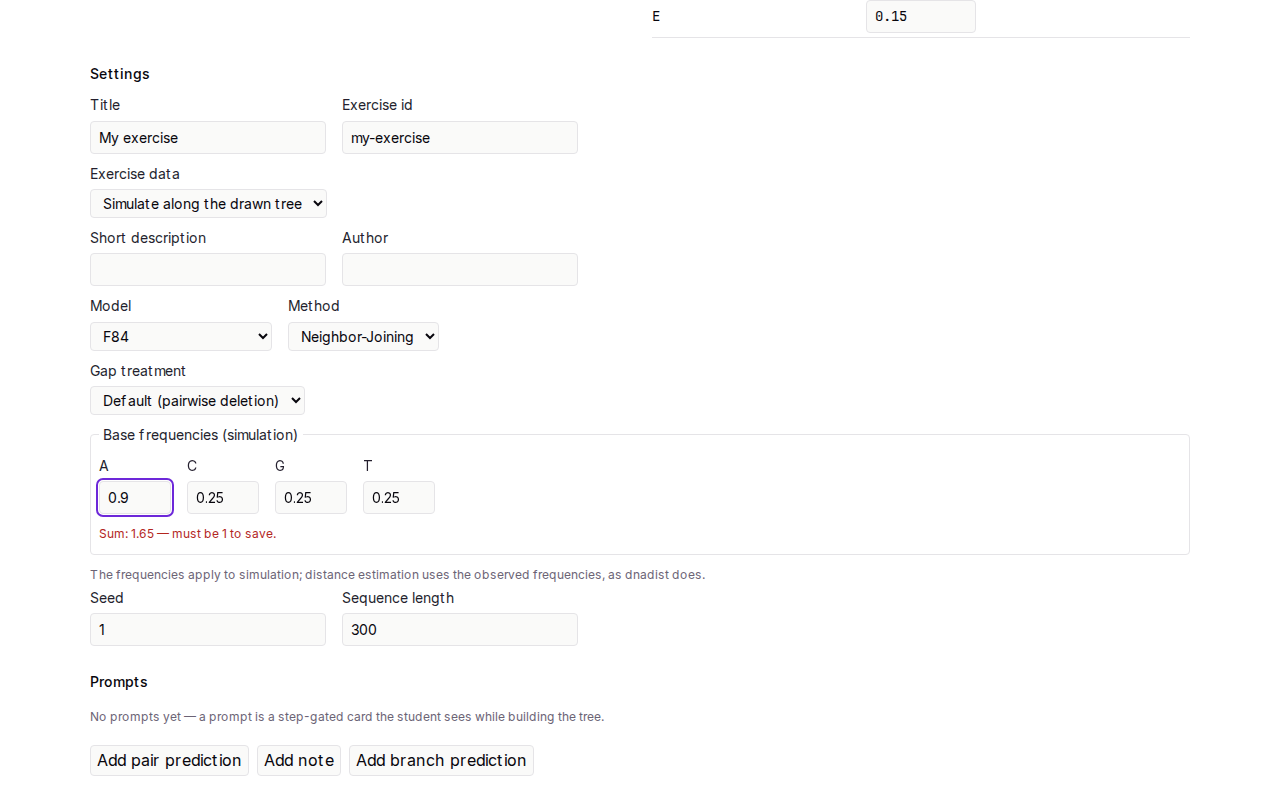 E 0.15
Settings
Title Exercise id
My exercise my-exercise
Exercise data
Simulate along the drawn tree
Short description Author
Model Method
F84 Neighbor-Joining
Gap treatment
Default (pairwise deletion)
Base frequencies (simulation)
A C G T
0.9 0.25 0.25 0.25
Sum: 1.65 — must be 1 to save.
The frequencies apply to simulation; distance estimation uses the observed frequencies, as dnadist does.
Seed Sequence length
1 300
Prompts
No prompts yet — a prompt is a step-gated card the student sees while building the tree.
Add pair prediction Add note Add branch prediction